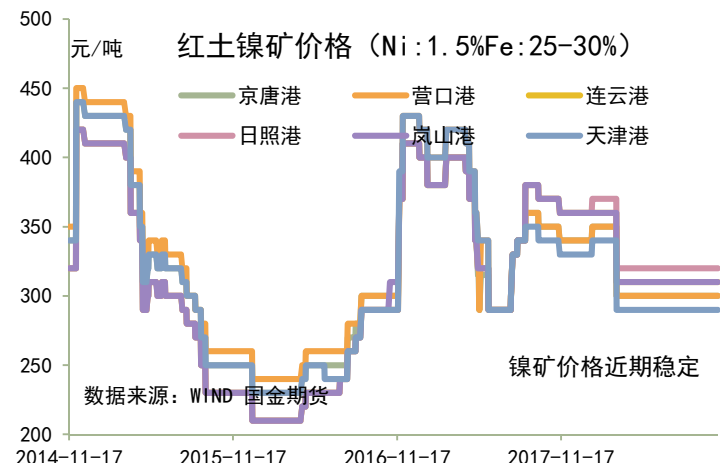 红土镍矿价格（Ni:1.5%Fe:25-30%）
元/吨
京唐港
营口港
连云港
日照港
岚山港
天津港
500
450
400
350
300
250
200
镍矿价格近期稳定
数据来源：WIND 国金期货
2014-11-17
2015-11-17
2016-11-17
2017-11-17